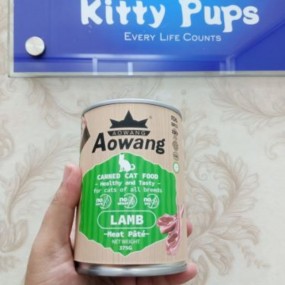 Kitty Pups
EVERY LIFE COUNTS
AOWANG
Aowang
CANNED CAT FOOD
- Healthy and Tasty -
for cats of all breeds
LAMB
-Meat Pâté-
NET WEIGHT
375G